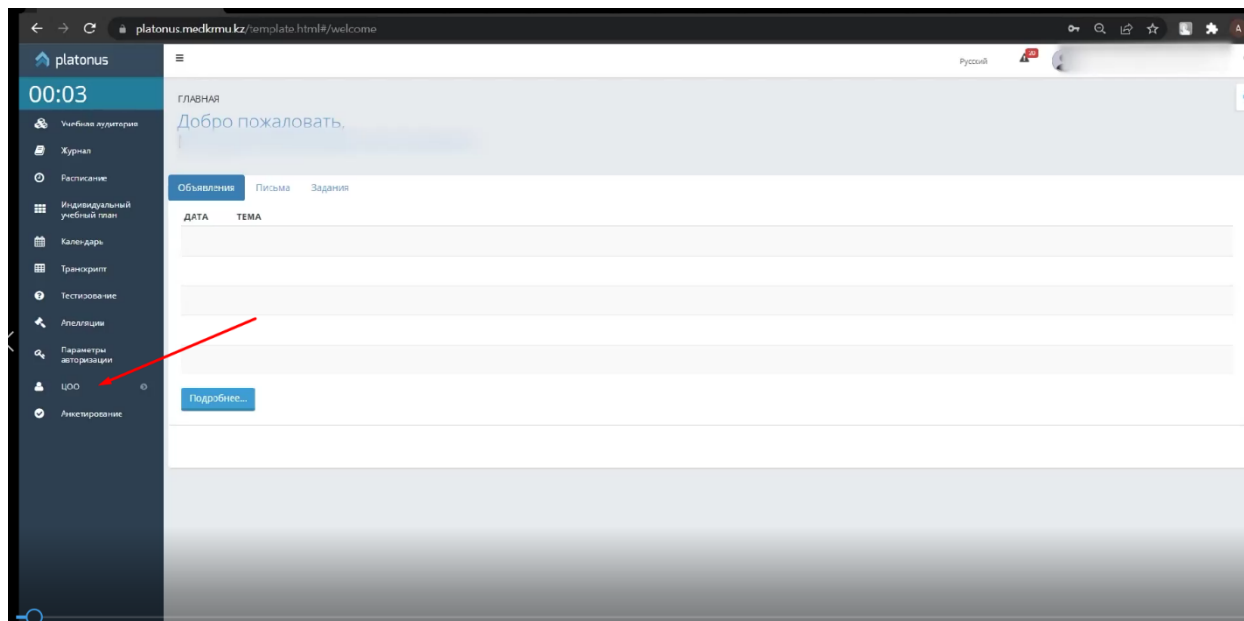 platonus.medkrmu.kz/template.html#/welcome
A
platonus
Русский
20
00:03
ГЛАВНАЯ
Добро пожаловать,
Учебная аудитория
Журнал
Расписание
Индивидуальный
учебный план
Календарь
Транскрипт
Тестирование
Апелляции
Параметры
авторизации
ЦОО
Анкетирование
Объявления Письма Задания
ДАТА ТЕМА
Подробнее...